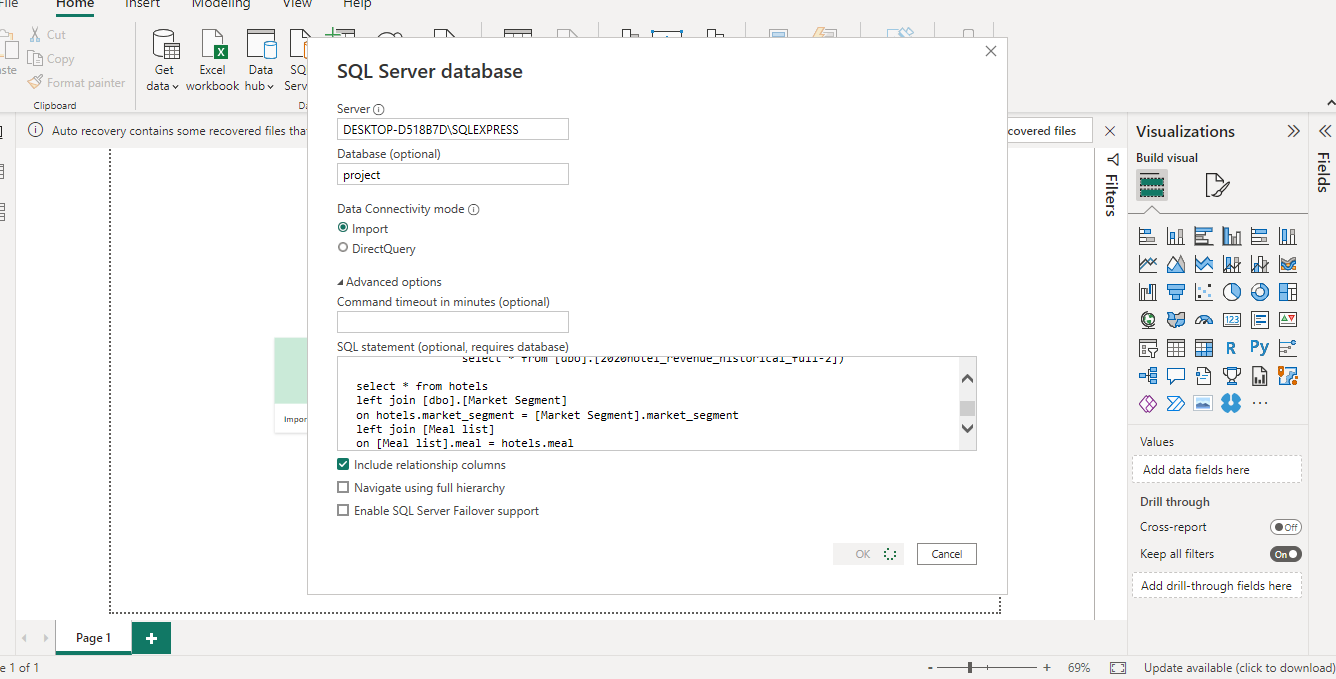 File
Home
Insert
Modeling
View
Help
Cut
Copy
Format painter
Clipboard
Get
data
Excel
workbook
Data
hub
Auto recovery contains some recovered files
covered files
SQL Server database
Server
DESKTOP-D518B7D\SQLEXPRESS
Database (optional)
project
Data Connectivity mode
Import
DirectQuery
Advanced options
Command timeout in minutes (optional)
SQL statement (optional, requires database)
select * from [dbo].[2020hotel_revenue_historical_full-2])
select * from hotels
left join [dbo].[Market Segment]
on hotels.market_segment = [Market Segment].market_segment
left join [Meal list]
on [Meal list].meal = hotels.meal
Include relationship columns
Navigate using full hierarchy
Enable SQL Server Failover support
OK
Cancel
Filters
Visualizations
Build visual
123
R
Py
Values
Add data fields here
Drill through
Cross-report
Off
Keep all filters
On
Add drill-through fields here
Fields
Page 1
1 of 1
- + 69%
Update available (click to download)